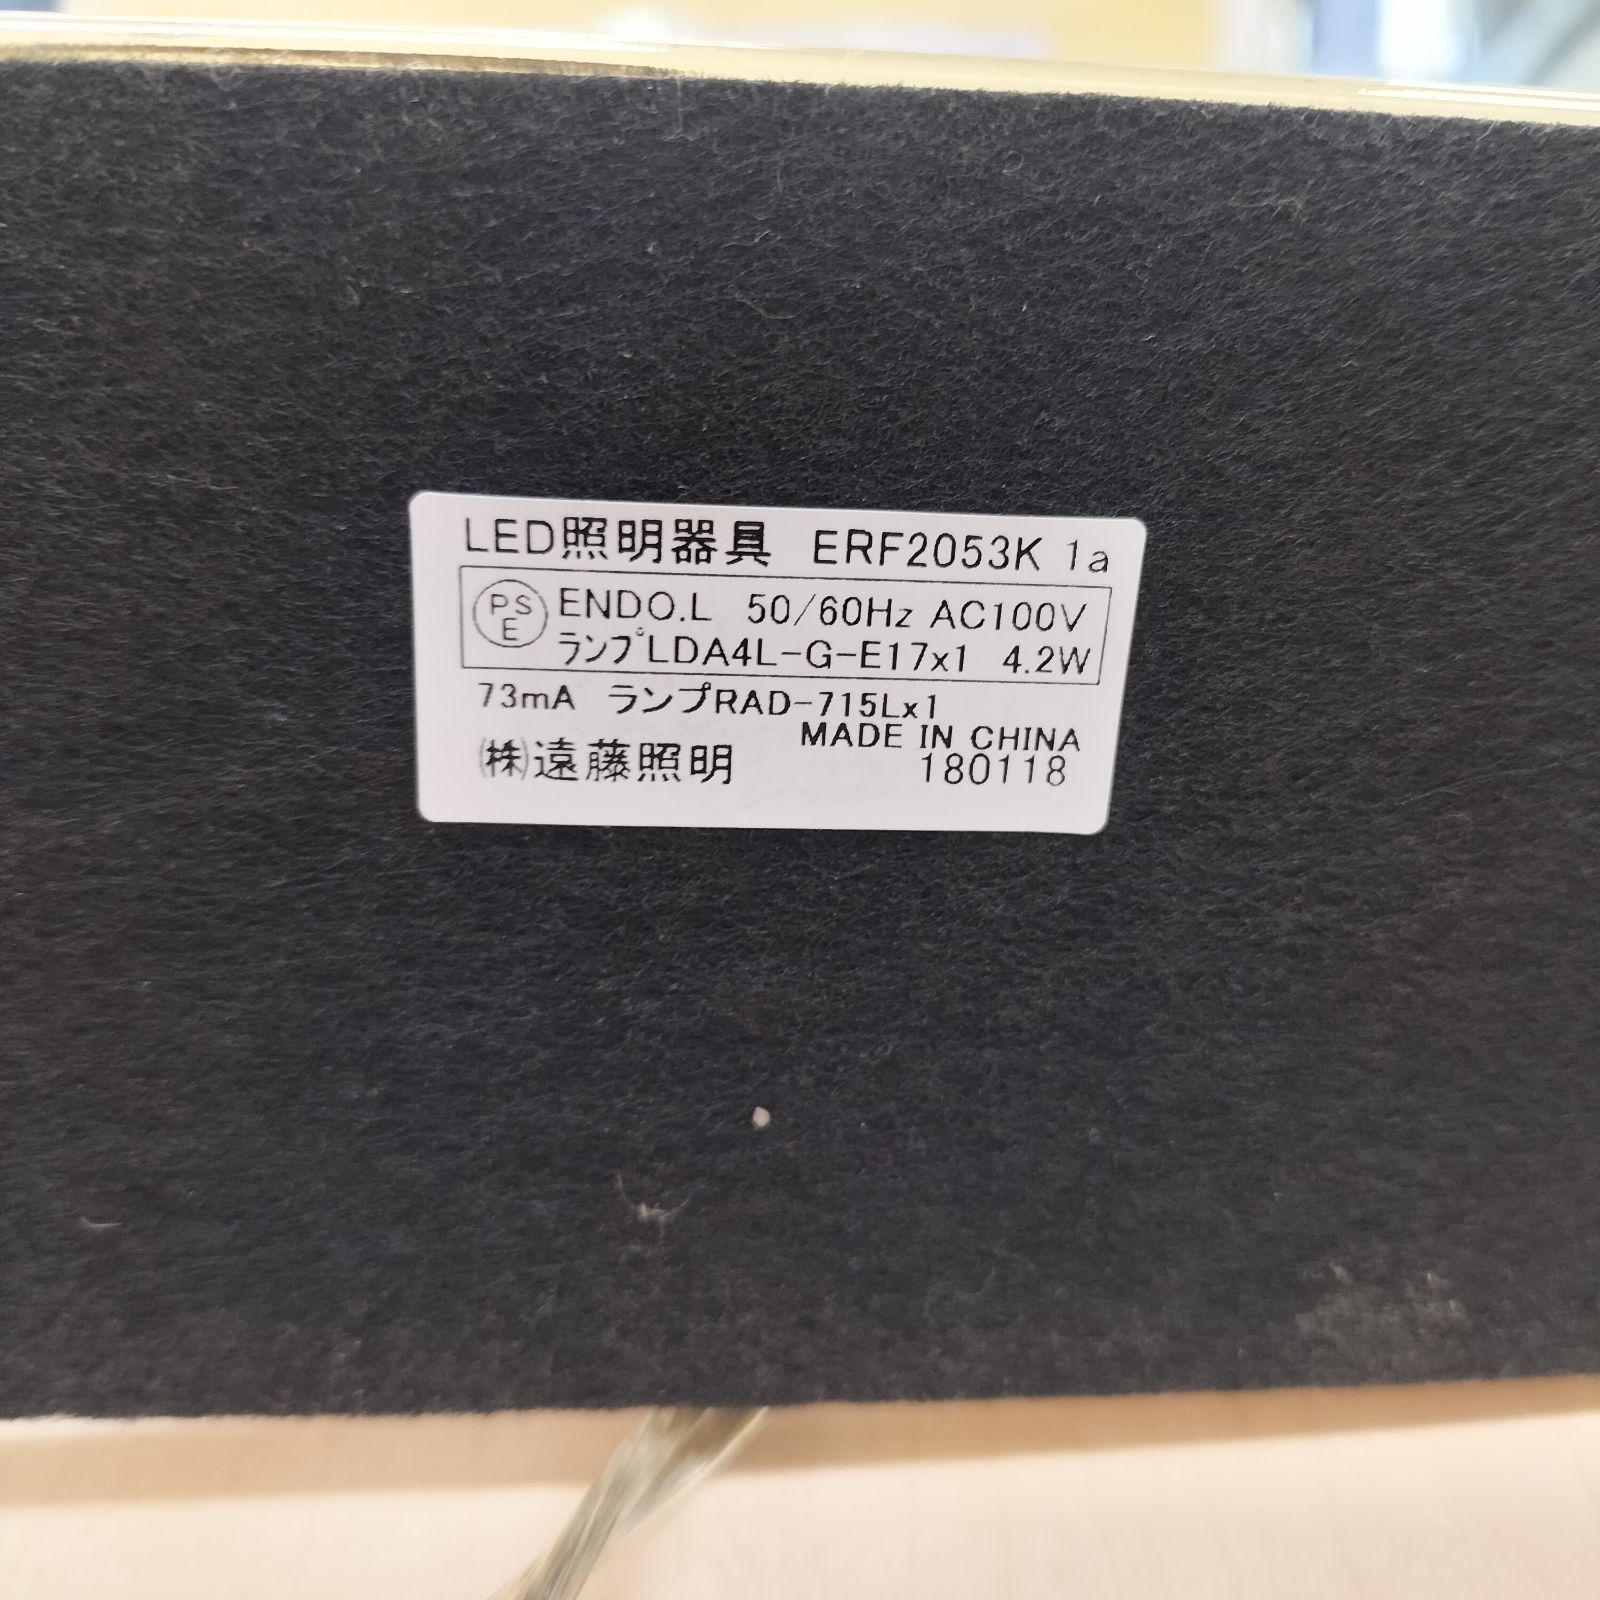 LED照明器具 ERF2053K 1a
PS E ENDO.L 50/60Hz AC100V
ランプLDA4L-G-E17x1 4.2W
73mA ランプRAD-715Lx1
MADE IN CHINA
㈱遠藤照明 180118